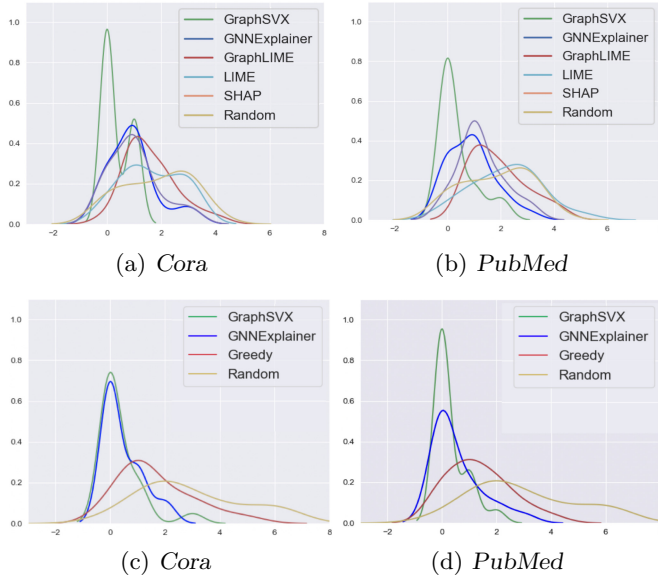 1.0
0.8
0.6
0.4
0.2
0.0
−2 0 2 4 6 8
GraphSVX
GNNExplainer
GraphLIME
LIME
SHAP
Random
(a) Cora
1.0
0.8
0.6
0.4
0.2
0.0
−2 0 2 4 6
GraphSVX
GNNExplainer
GraphLIME
LIME
SHAP
Random
(b) PubMed
1.0
0.8
0.6
0.4
0.2
0.0
−2 0 2 4 6 8
GraphSVX
GNNExplainer
Greedy
Random
(c) Cora
1.0
0.8
0.6
0.4
0.2
0.0
−2 0 2 4 6
GraphSVX
GNNExplainer
Greedy
Random
(d) PubMed